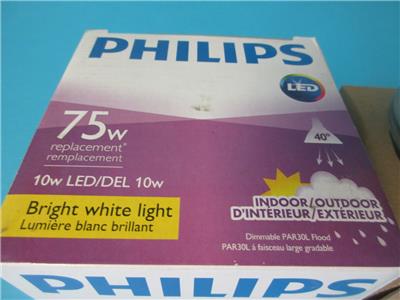 PHILIPS
LED
75w
replacement*
remplacement
40°
10w LED/DEL 10w
Bright white light
Lumière blanc brillant
INDOOR/OUTDOOR
D'INTÉRIEUR/EXTÉRIEUR
Dimmable PAR30L Flood
PAR30L à faisceau large gradable
PHILIPS